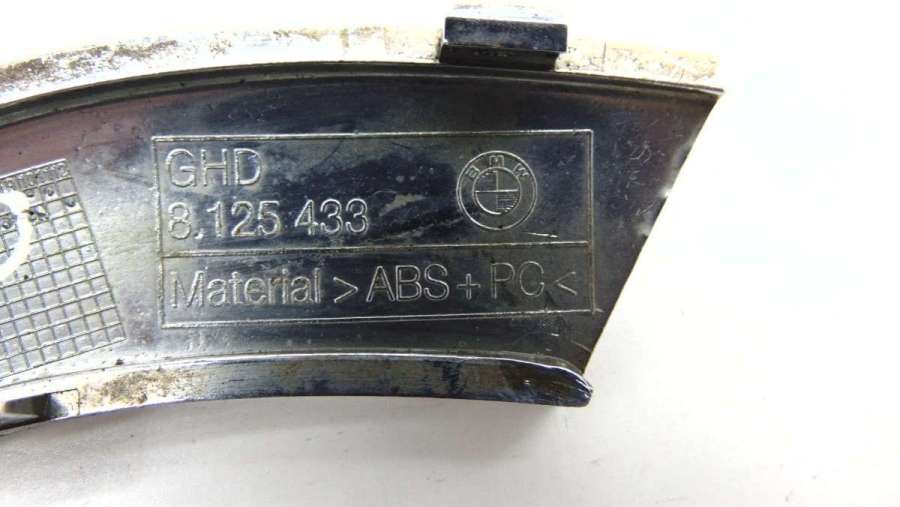 GHD
BMW
8.125 433
Material >ABS + PC<